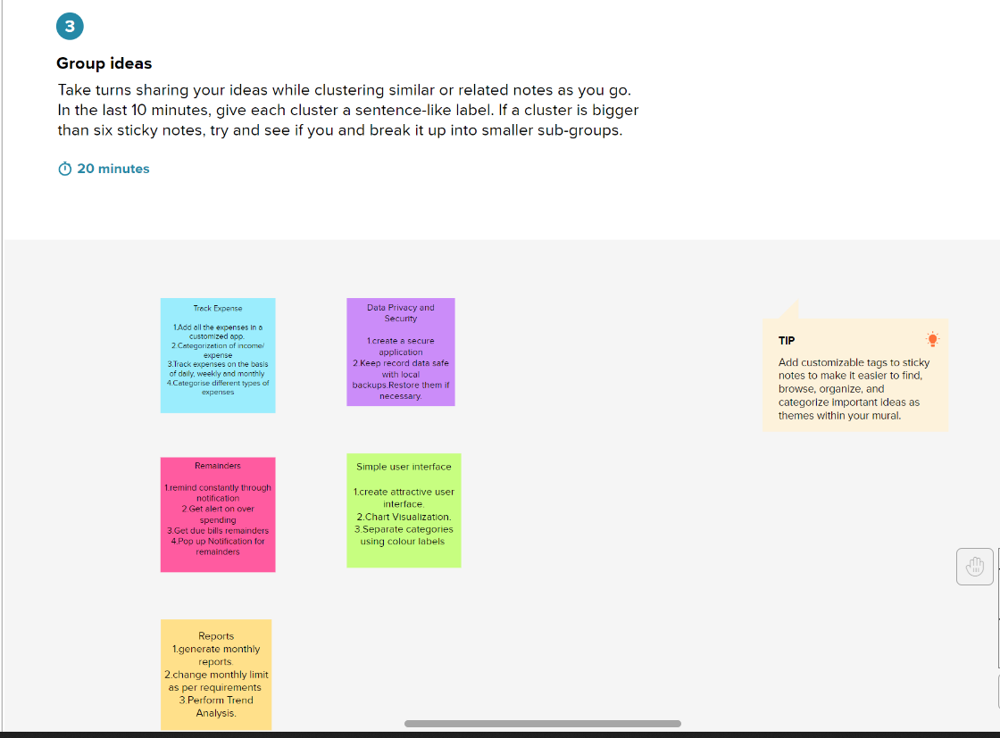 3
Group ideas
Take turns sharing your ideas while clustering similar or related notes as you go.
In the last 10 minutes, give each cluster a sentence-like label. If a cluster is bigger
than six sticky notes, try and see if you and break it up into smaller sub-groups.
20 minutes
Track Expense
1.Add all the expenses in a
customized app.
2.Categorization of income/
expense
3.Track expenses on the basis
of daily, weekly and monthly
4.Categorise different types of
expenses
Data Privacy and
Security
1.create a secure
application
2.Keep record data safe
with local
backups.Restore them if
necessary.
TIP
Add customizable tags to sticky
notes to make it easier to find,
browse, organize, and
categorize important ideas as
themes within your mural.
Remainders
1.remind constantly through
notification
2.Get alert on over
spending
3.Get due bills remainders
4.Pop up Notification for
remainders
Simple user interface
1.create attractive user
interface.
2.Chart Visualization.
3.Separate categories
using colour labels
Reports
1.generate monthly
reports.
2.change monthly limit
as per requirements
3.Perform Trend
Analysis.